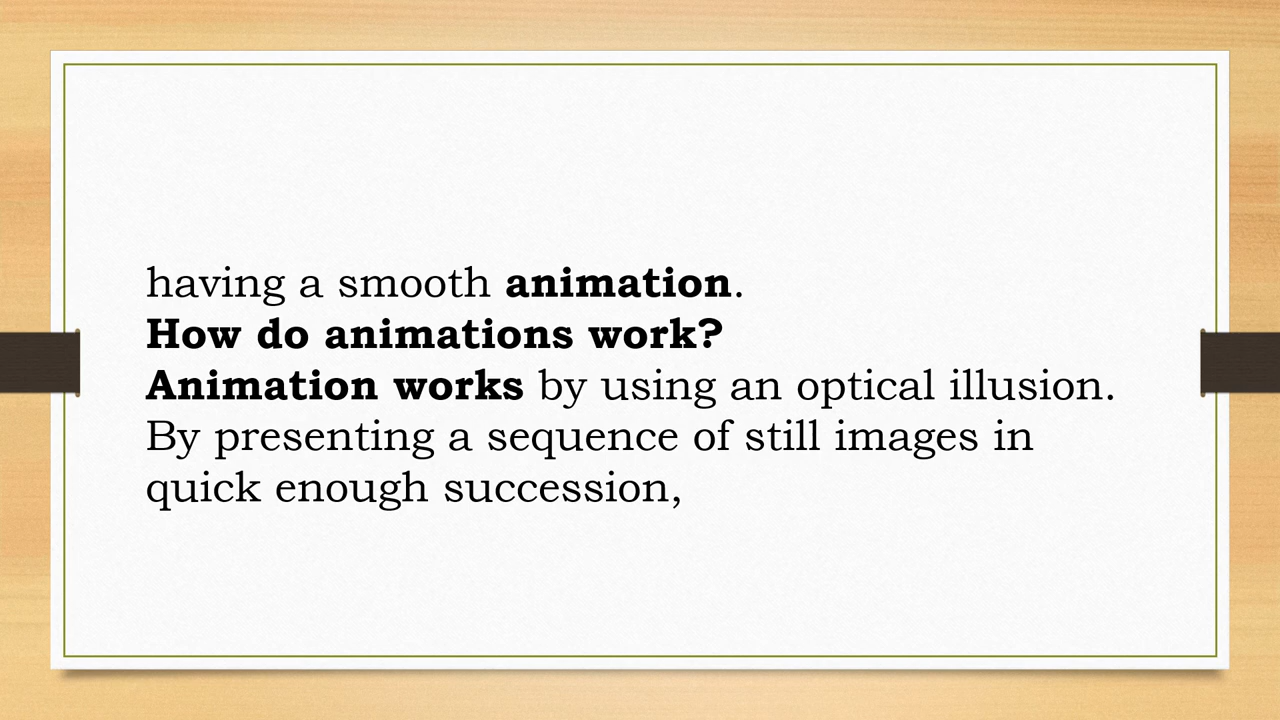 having a smooth animation.
How do animations work?
Animation works by using an optical illusion.
By presenting a sequence of still images in
quick enough succession,